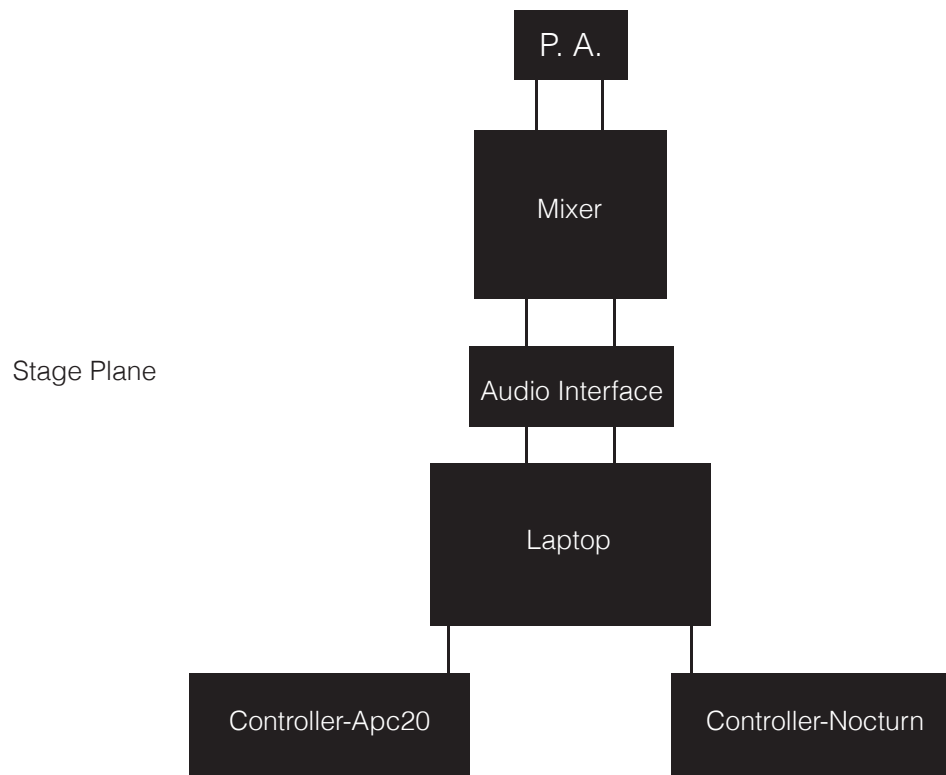 P. A.
Mixer
Stage Plane
Audio Interface
Laptop
Controller-Apc20
Controller-Nocturn